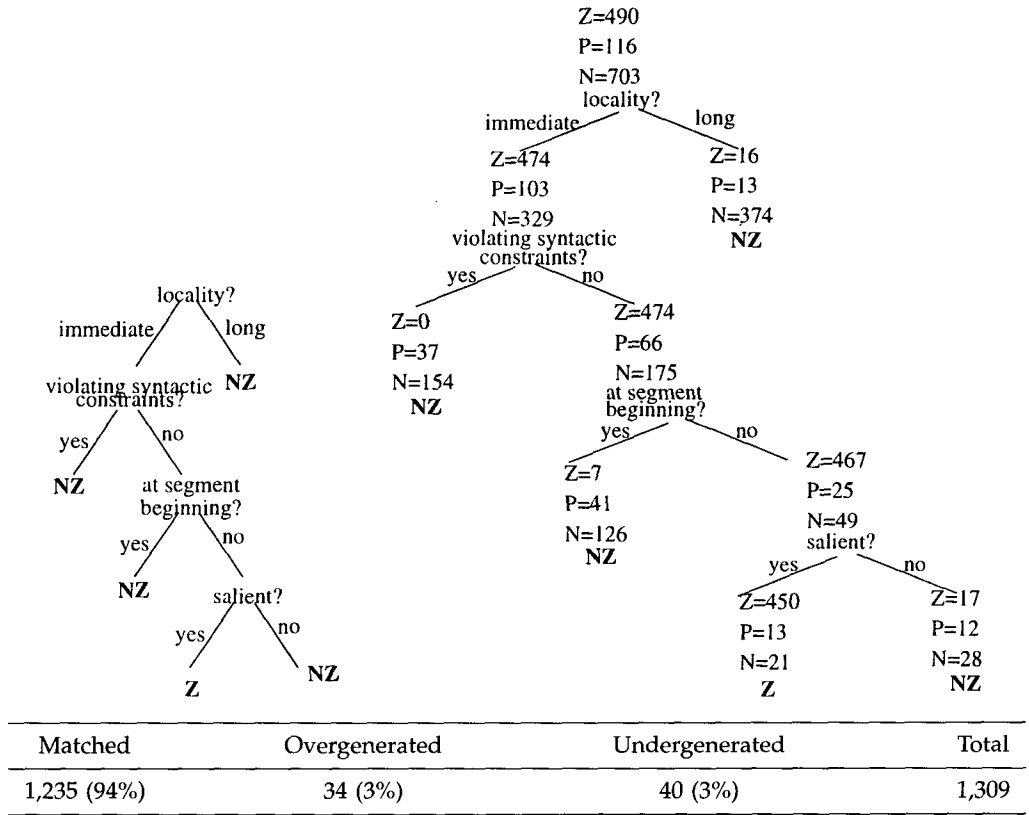 Z=490
P=116
N=703
locality?
immediate
long
Z=474
P=103
N=329
Z=16
P=13
N=374
NZ
violating syntactic
constraints?
yes
no
Z=0
P=37
N=154
NZ
Z=474
P=66
N=175
at segment
beginning?
yes
no
Z=7
P=41
N=126
NZ
Z=467
P=25
N=49
salient?
yes
no
Z=450
P=13
N=21
Z
Z=17
P=12
N=28
NZ
locality?
immediate
long
violating syntactic
constraints?
NZ
yes
no
NZ
at segment
beginning?
yes
no
NZ
salient?
yes
no
Z
NZ
Matched Overgenerated Undergenerated Total
1,235 (94%) 34 (3%) 40 (3%) 1,309